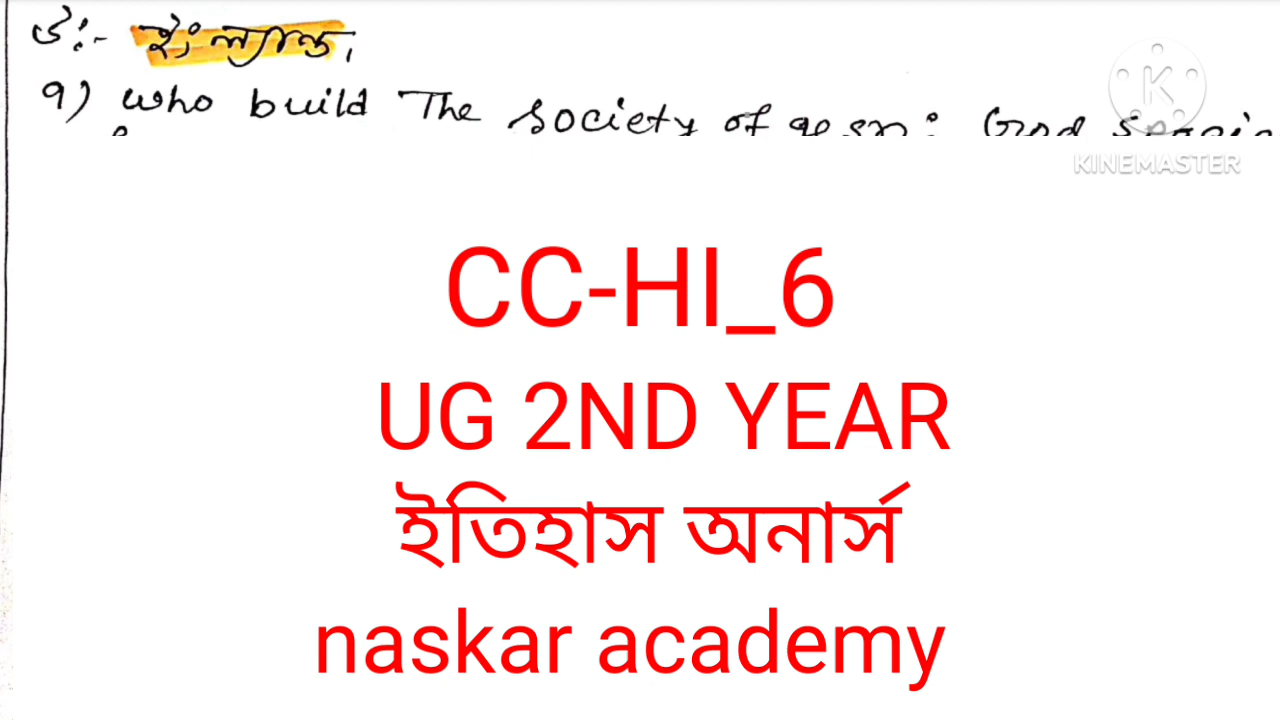 উঃ- ইংল্যান্ড।
9) who build The society of
K
KINEMASTER
CC-HI_6
UG 2ND YEAR
ইতিহাস অনার্স
naskar academy